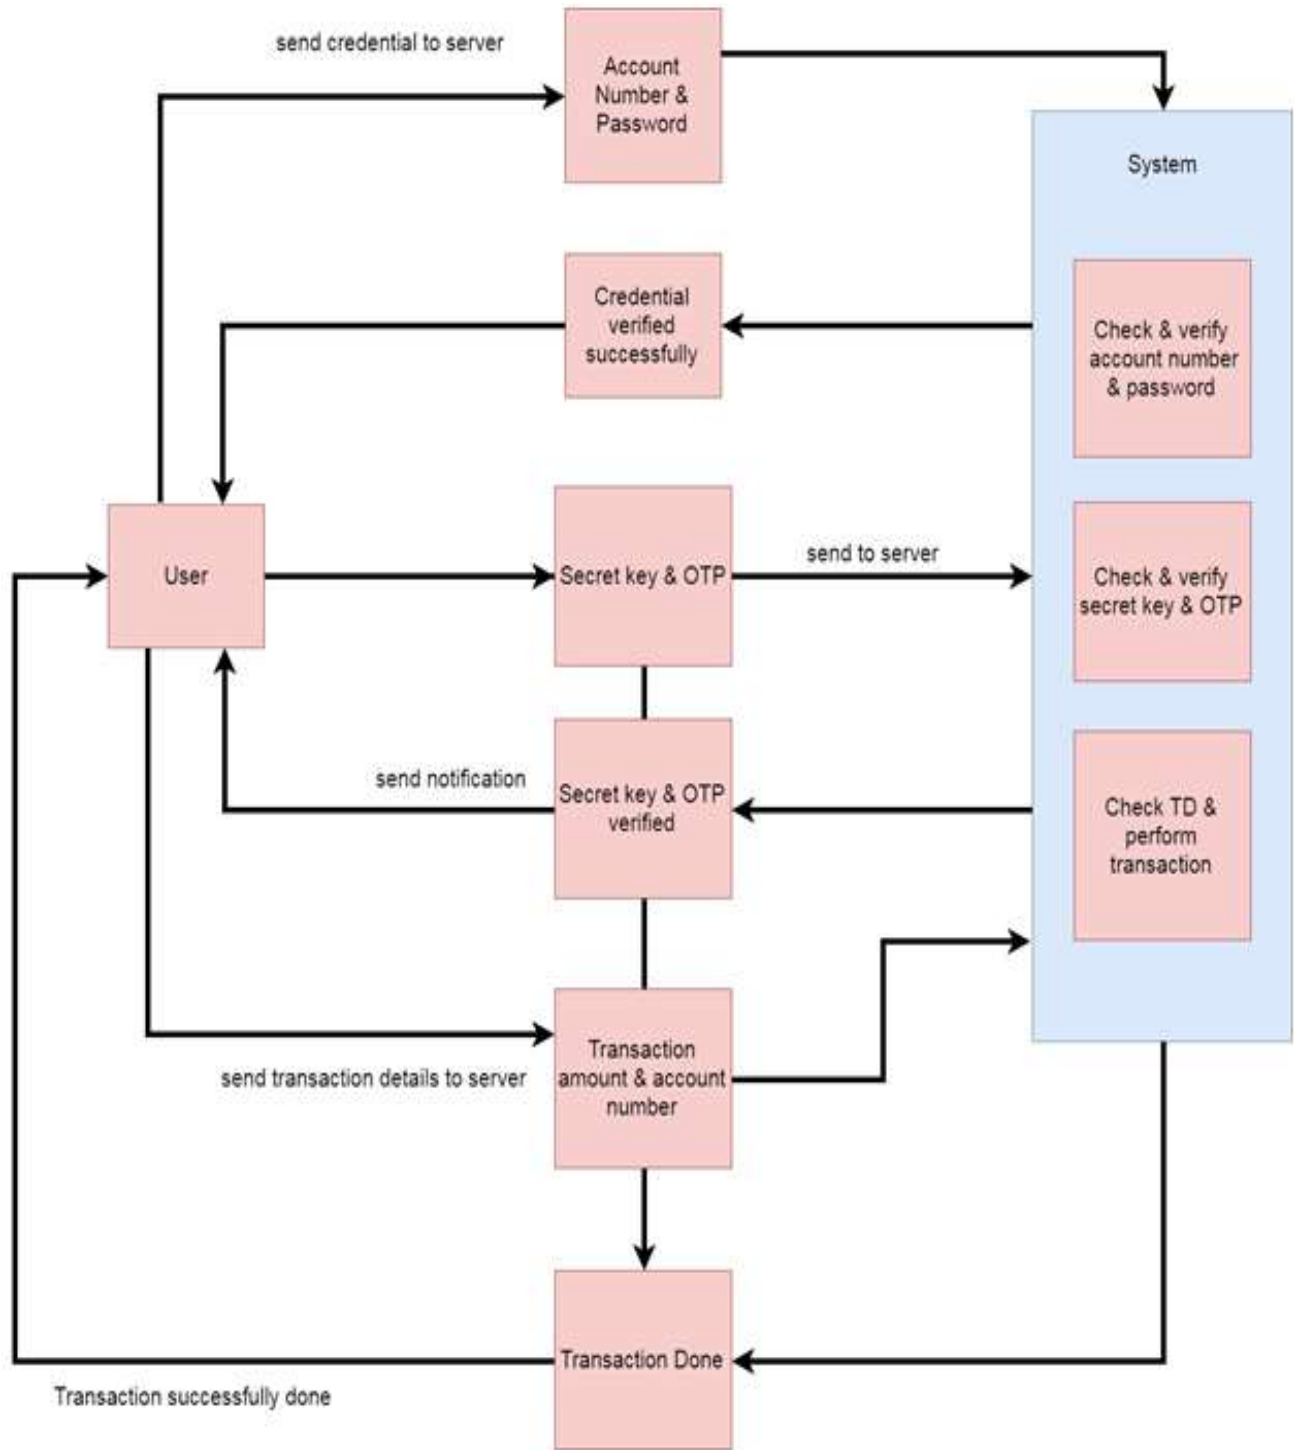 send credential to server
Account
Number &
Password
System
Credential
verified
successfully
Check & verify
account number
& password
User
Secret key & OTP
send to server
Check & verify
secret key & OTP
send notification
Secret key & OTP
verified
Check TD &
perform
transaction
send transaction details to server
Transaction
amount & account
number
Transaction Done
Transaction successfully done